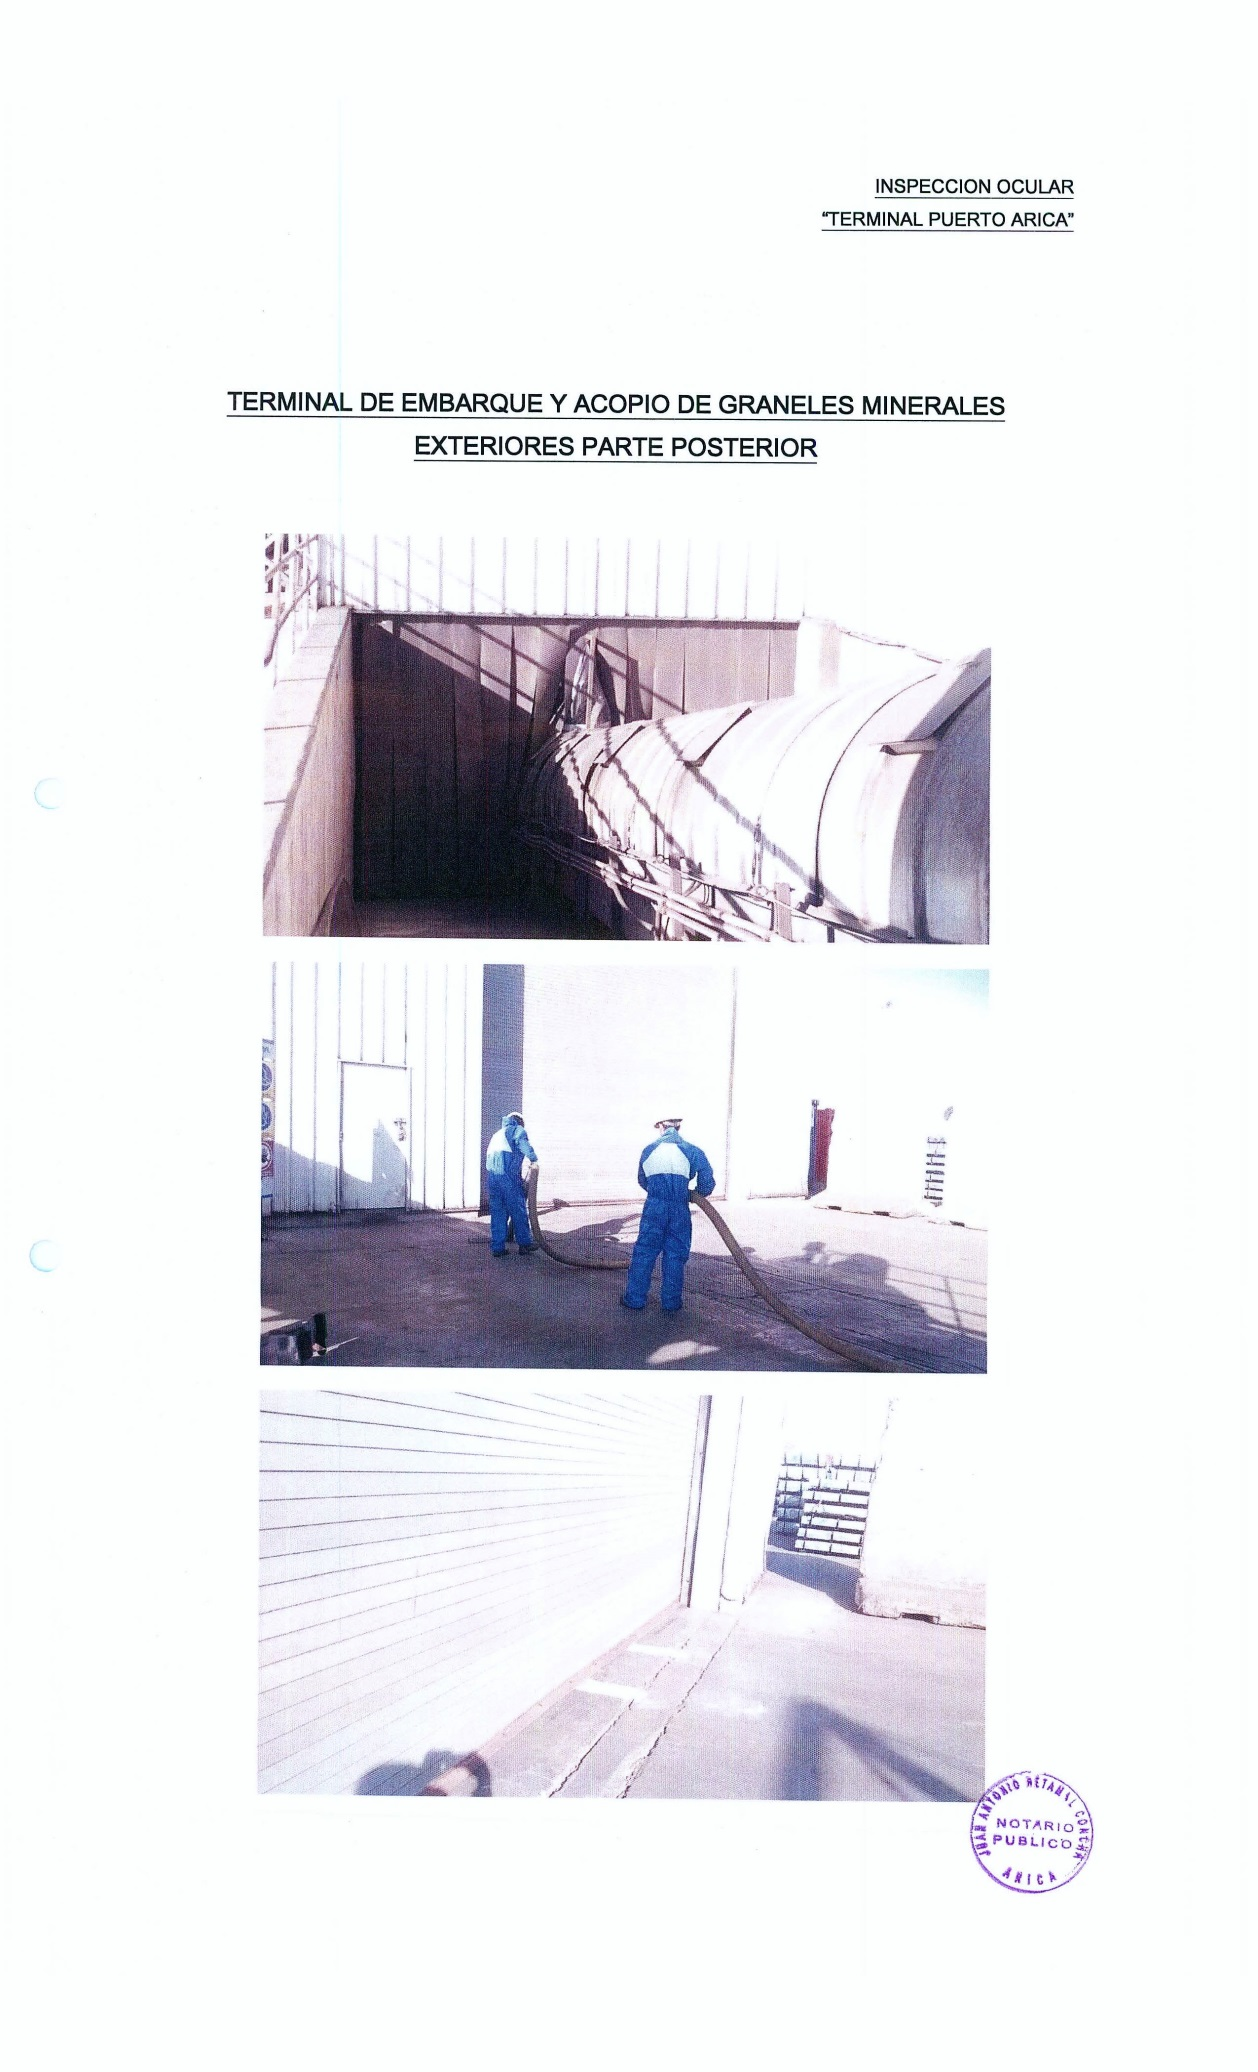 INSPECCION OCULAR
“TERMINAL PUERTO ARICA”
TERMINAL DE EMBARQUE Y ACOPIO DE GRANELES MINERALES
EXTERIORES PARTE POSTERIOR
JUAN ANTONIO RETAMAL CONCHA
NOTARIO
PUBLICO
ARICA